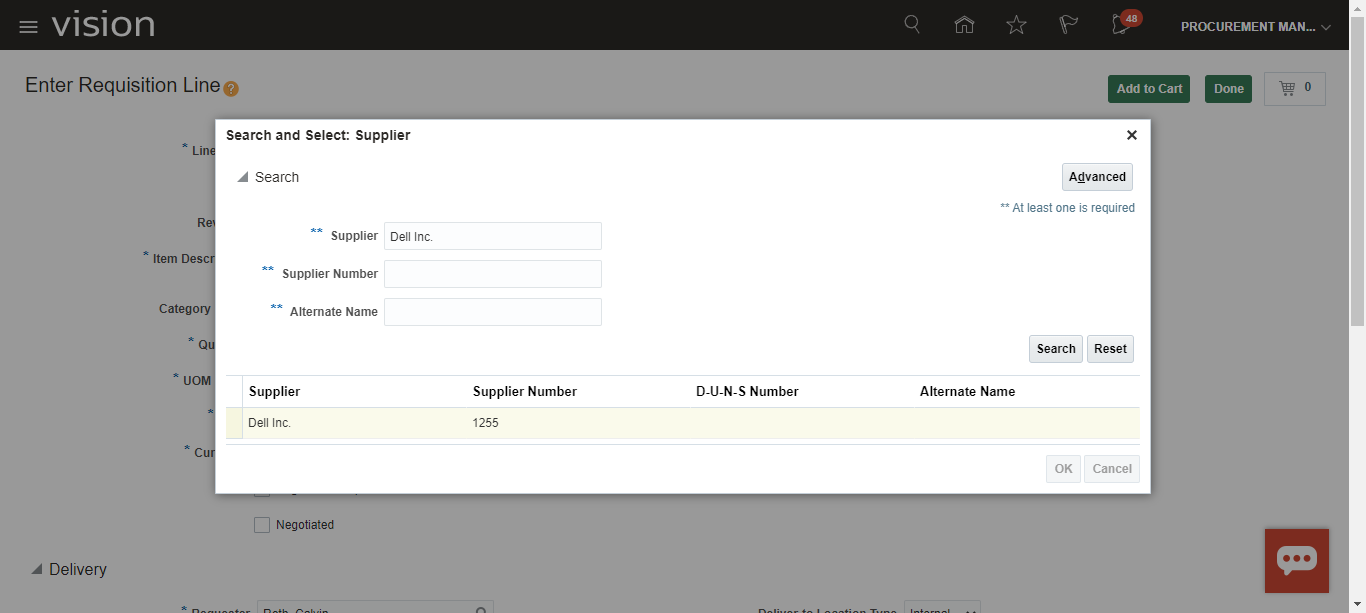 vision
48
PROCUREMENT MAN...
Enter Requisition Line
?
Add to Cart
Done
0
Search and Select: Supplier
* Line
Search
Advanced
** At least one is required
** Supplier
Dell Inc.
** Supplier Number
* Item Descr
** Alternate Name
Category
* Qu
Search
Reset
* UOM
Supplier
Supplier Number
D-U-N-S Number
Alternate Name
Dell Inc.
1255
* Cur
OK
Cancel
Negotiated
Delivery
* Requester
Roth, Calvin
Deliver-to Location Type
Internal